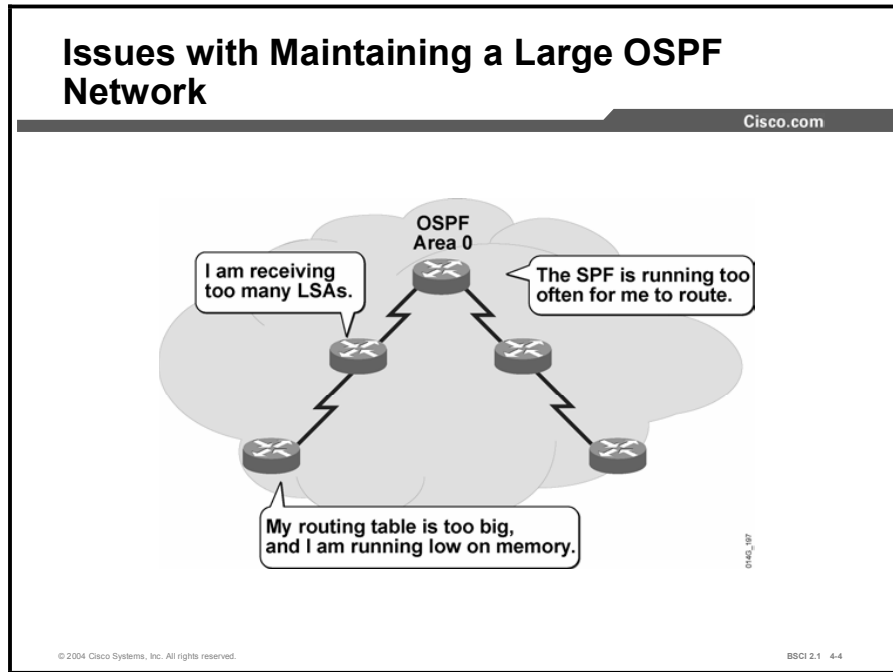 Issues with Maintaining a Large OSPF
Network
Cisco.com
OSPF
Area 0
I am receiving
too many LSAs.
The SPF is running too
often for me to route.
My routing table is too big,
and I am running low on memory.
014G_197
© 2004 Cisco Systems, Inc. All rights reserved.
BSCI 2.1 4-4